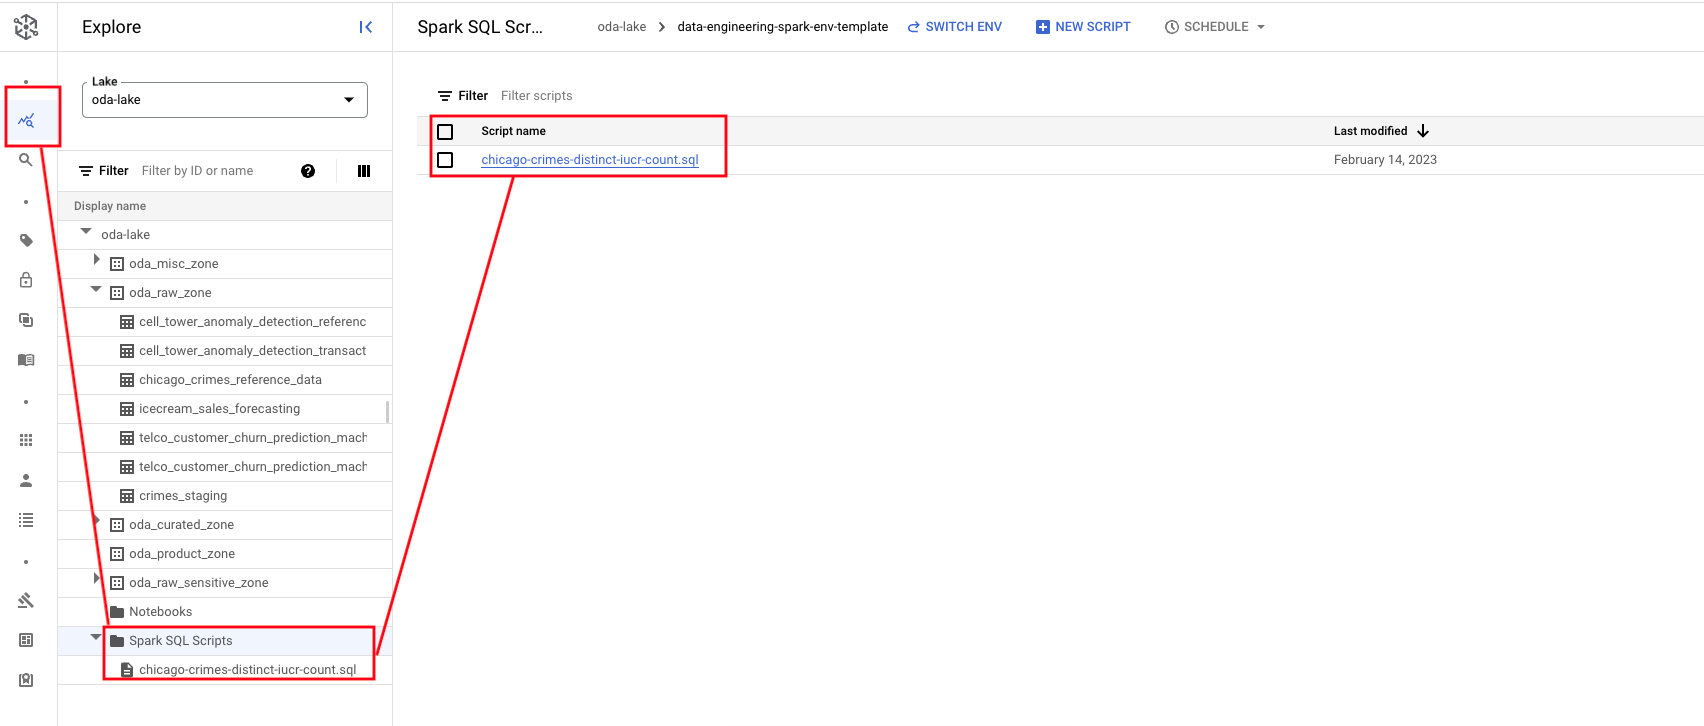 Explore
Spark SQL Scr...
oda-lake > data-engineering-spark-env-template
SWITCH ENV
NEW SCRIPT
SCHEDULE
Lake
oda-lake
Filter Filter by ID or name
Display name
oda-lake
oda_misc_zone
oda_raw_zone
cell_tower_anomaly_detection_referenc
cell_tower_anomaly_detection_transact
chicago_crimes_reference_data
icecream_sales_forecasting
telco_customer_churn_prediction_mach
telco_customer_churn_prediction_mach
crimes_staging
oda_curated_zone
oda_product_zone
oda_raw_sensitive_zone
Notebooks
Spark SQL Scripts
chicago-crimes-distinct-iucr-count.sql
Filter Filter scripts
Script name Last modified
chicago-crimes-distinct-iucr-count.sql February 14, 2023